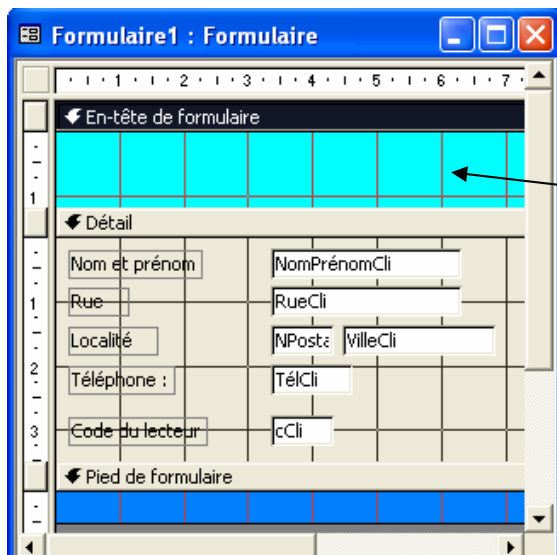 Formulaire1 : Formulaire
1 2 3 4 5 6 7
En-tête de formulaire
1
Détail
Nom et prénom NomPrénomCli
1
Rue RueCli
Localité NPosta VilleCli
2
Téléphone : TélCli
3
Code du lecteur cCli
Pied de formulaire